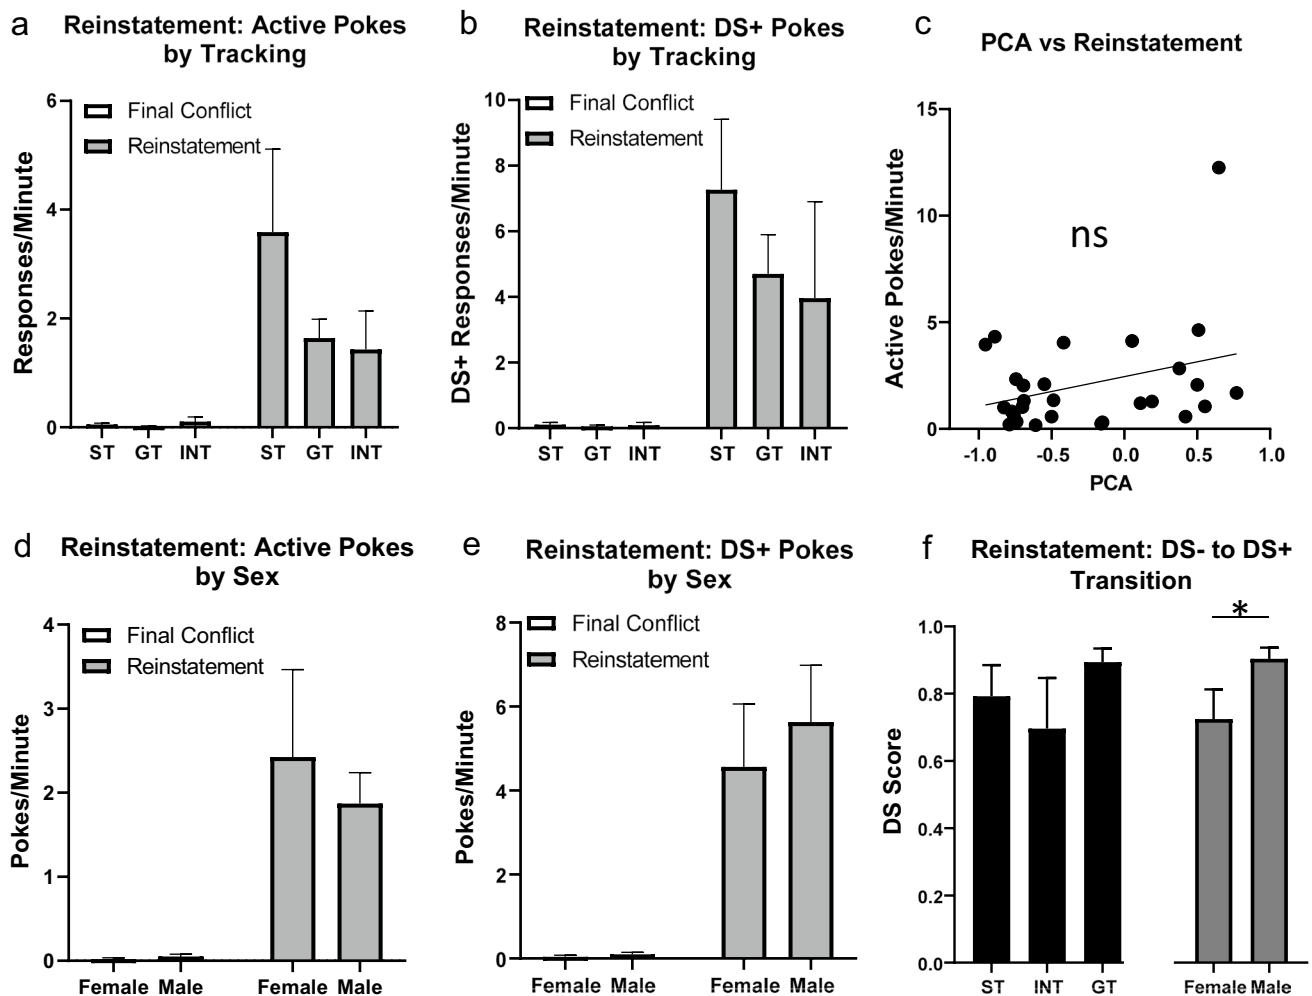 a
Reinstatement: Active Pokes
by Tracking
Final Conflict
Reinstatement
Responses/Minute
6
4
2
0
ST GT INT ST GT INT
b
Reinstatement: DS+ Pokes
by Tracking
Final Conflict
Reinstatement
DS+ Responses/Minute
10
8
6
4
2
0
ST GT INT ST GT INT
c
PCA vs Reinstatement
Active Pokes/Minute
15
10
5
0
ns
-1.0 -0.5 0.0 0.5 1.0
PCA
d
Reinstatement: Active Pokes
by Sex
Final Conflict
Reinstatement
Pokes/Minute
4
3
2
1
0
Female Male Female Male
e
Reinstatement: DS+ Pokes
by Sex
Final Conflict
Reinstatement
Pokes/Minute
8
6
4
2
0
Female Male Female Male
f
Reinstatement: DS- to DS+
Transition
*
DS Score
1.0
0.8
0.6
0.4
0.2
0.0
ST INT GT Female Male